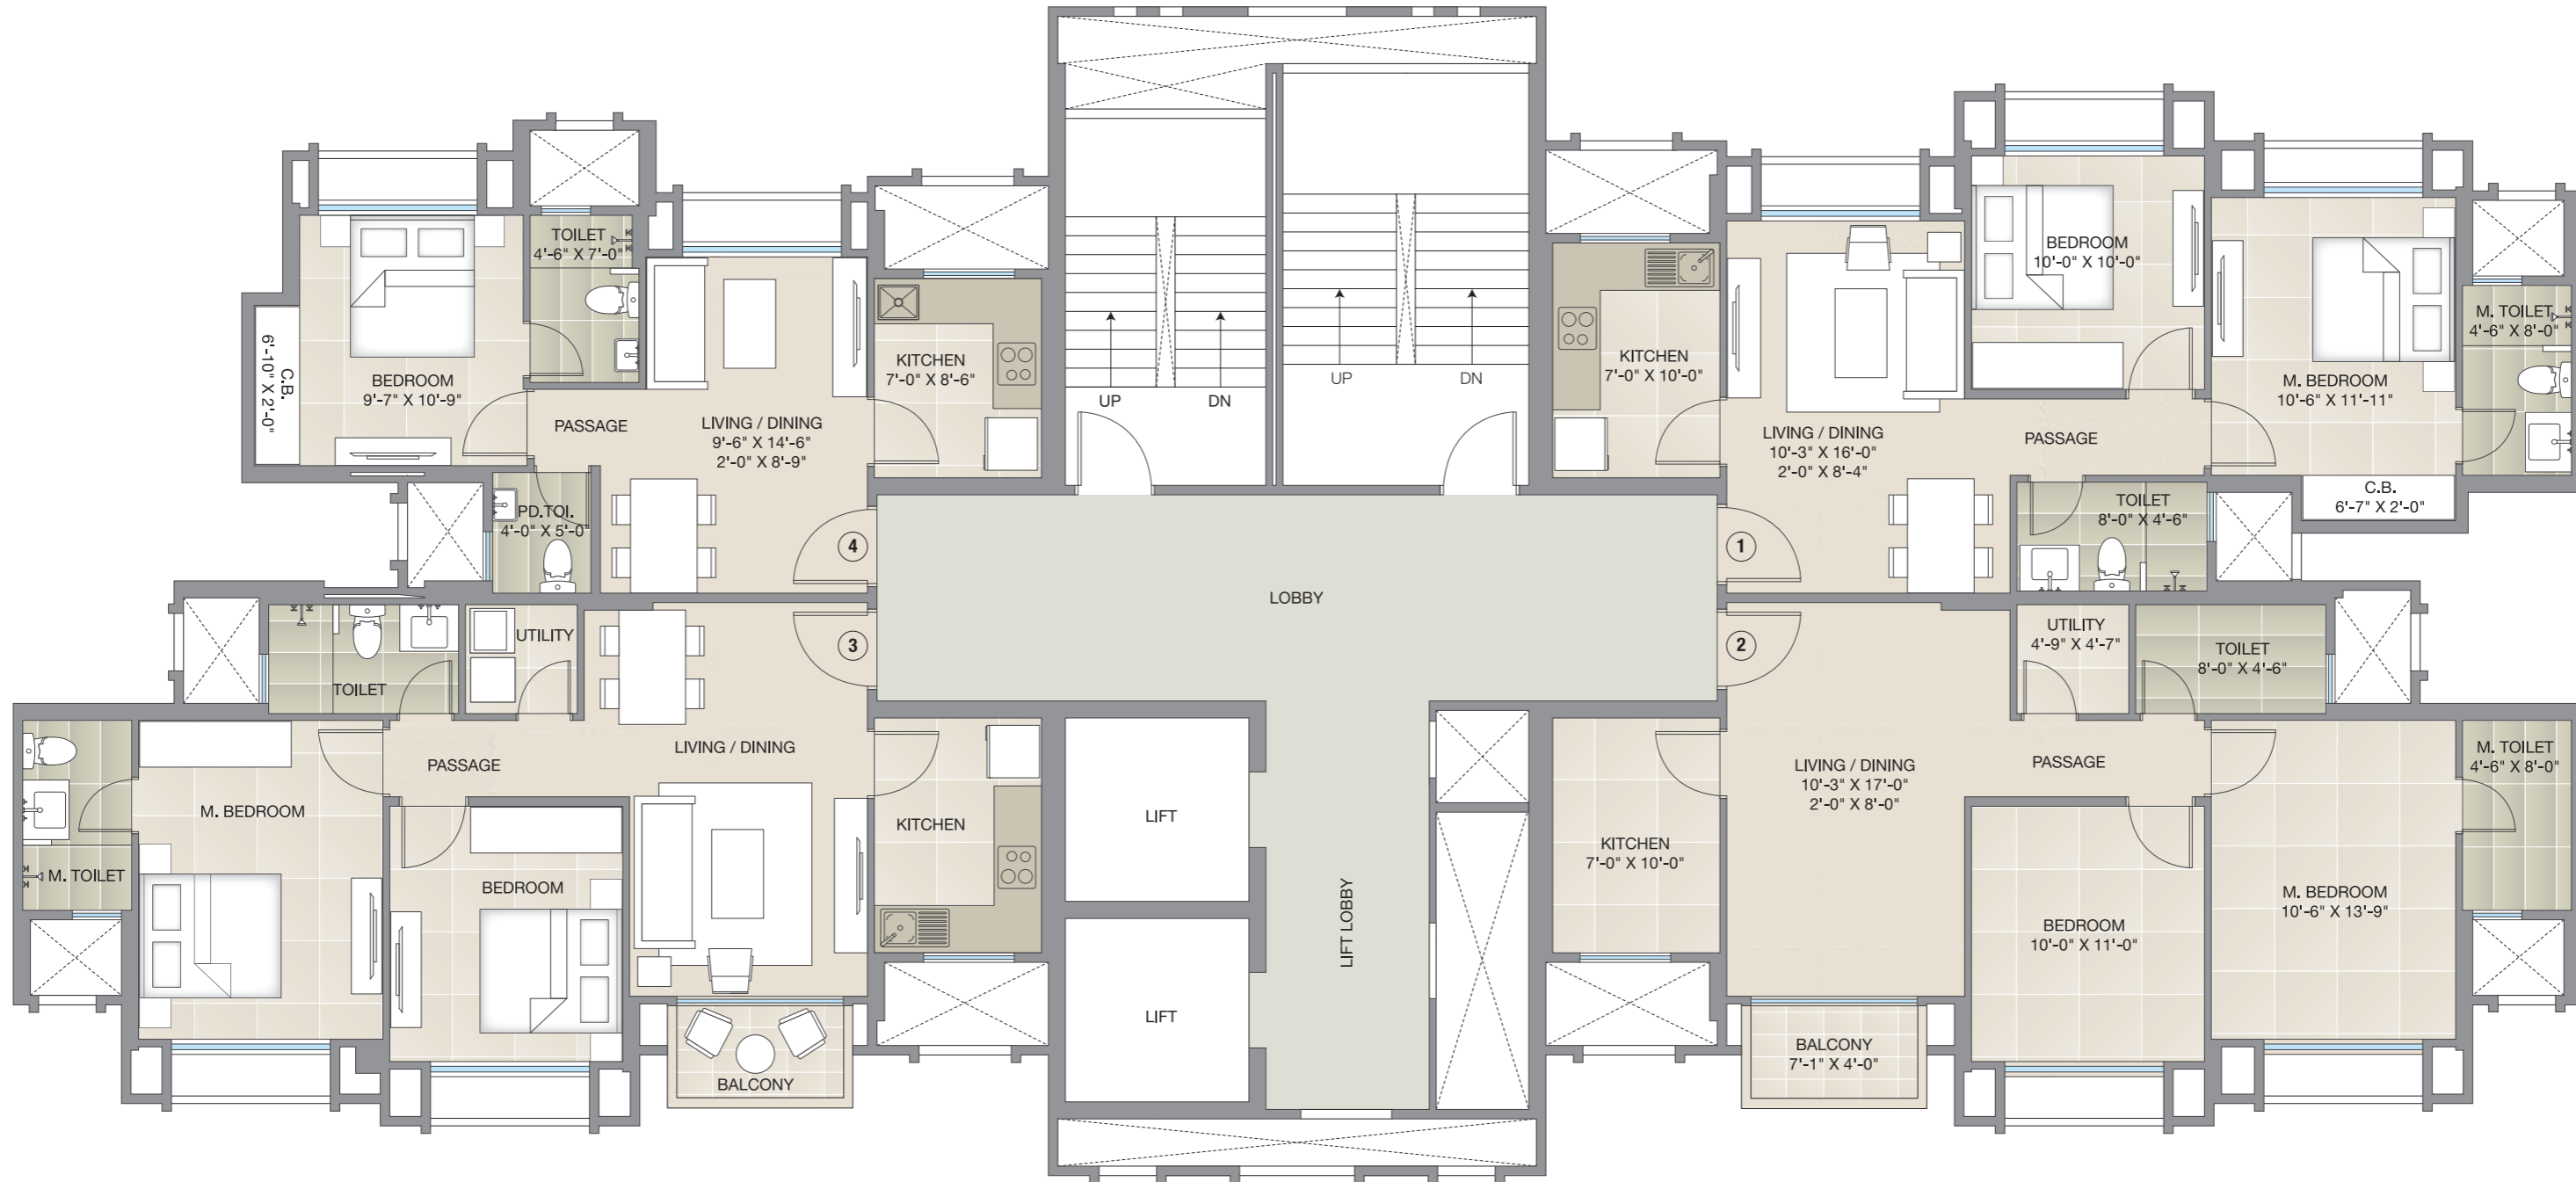 TOILET
4'-6" X 7'-0"
BEDROOM
9'-7" X 10'-9"
C.B.
6'-10" X 2'-0"
PASSAGE
LIVING / DINING
9'-6" X 14'-6"
2'-0" X 8'-9"
KITCHEN
7'-0" X 8'-6"
PD.TOI.
4'-0" X 5'-0"
4
UP
DN
UP
DN
KITCHEN
7'-0" X 10'-0"
LIVING / DINING
10'-3" X 16'-0"
2'-0" X 8'-4"
BEDROOM
10'-0" X 10'-0"
M. BEDROOM
10'-6" X 11'-11"
M. TOILET
4'-6" X 8'-0"
PASSAGE
C.B.
6'-7" X 2'-0"
TOILET
8'-0" X 4'-6"
1
LOBBY
TOILET
UTILITY
3
LIVING / DINING
PASSAGE
M. BEDROOM
M. TOILET
BEDROOM
KITCHEN
BALCONY
LIFT
LIFT
LIFT LOBBY
2
UTILITY
4'-9" X 4'-7"
TOILET
8'-0" X 4'-6"
LIVING / DINING
10'-3" X 17'-0"
2'-0" X 8'-0"
PASSAGE
M. TOILET
4'-6" X 8'-0"
KITCHEN
7'-0" X 10'-0"
M. BEDROOM
10'-6" X 13'-9"
BEDROOM
10'-0" X 11'-0"
BALCONY
7'-1" X 4'-0"